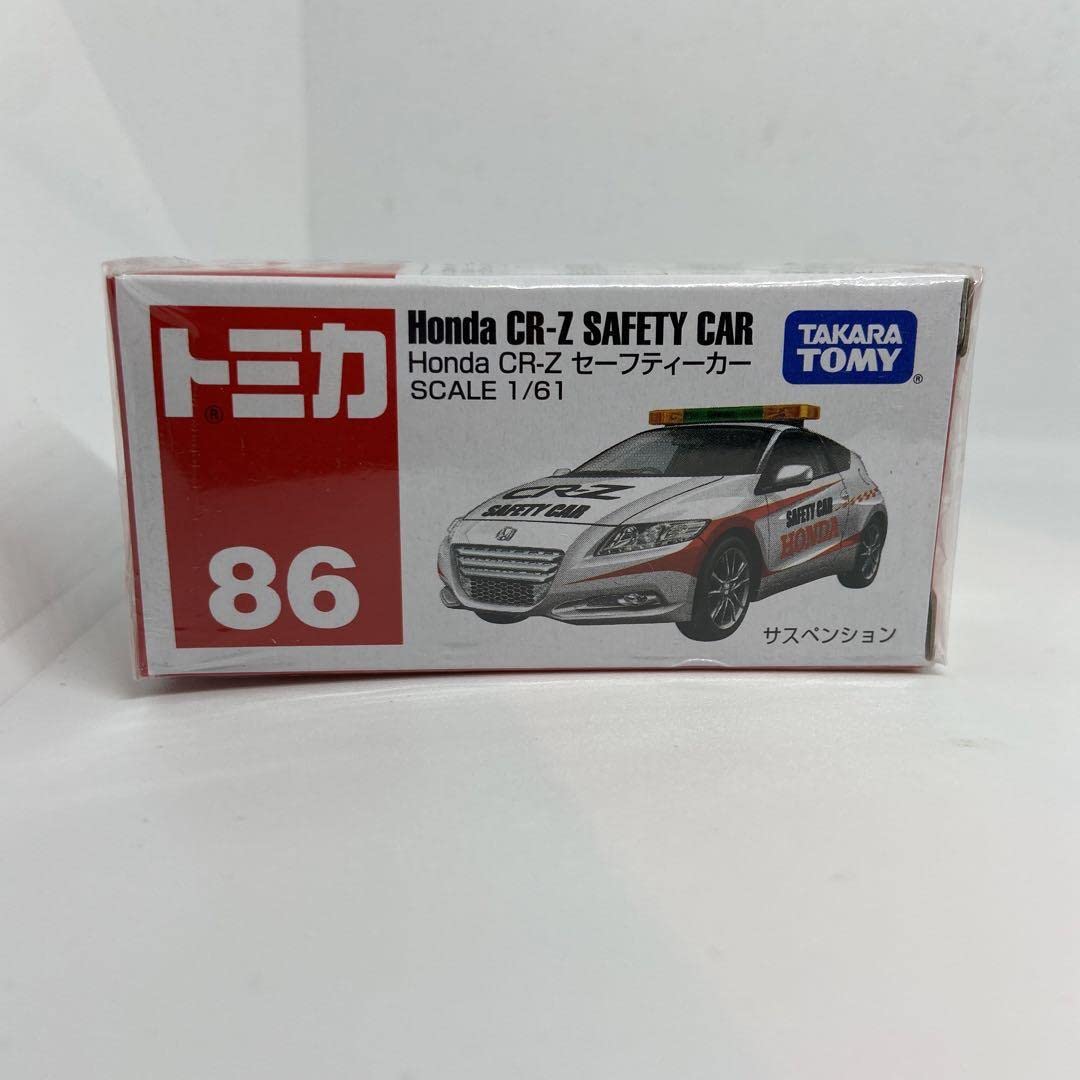 トミカ
®
86
Honda CR-Z SAFETY CAR
Honda CR-Z セーフティーカー
SCALE 1/61
TAKARA
TOMY
®
CR-Z
SAFETY CAR
SAFETY CAR
HONDA
サスペンション